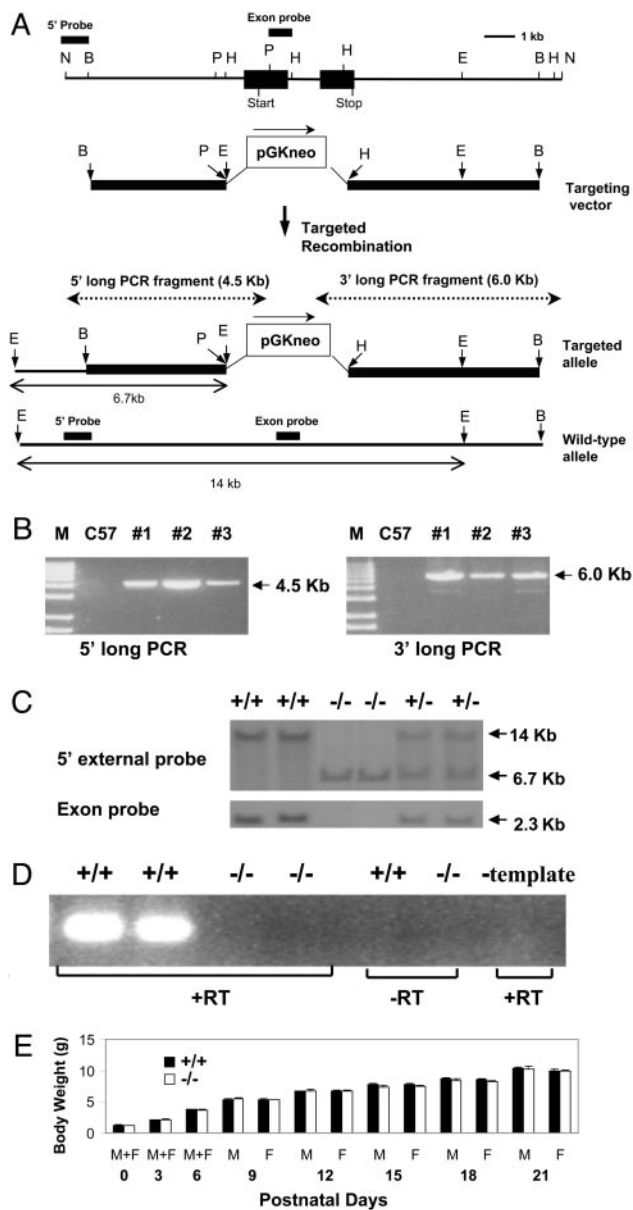 A
5' Probe
Exon probe
1 kb
N B P H P H H E B H N
Start Stop
B P E pGKneo H E B
Targeting vector
Targeted Recombination
5' long PCR fragment (4.5 Kb) 3' long PCR fragment (6.0 Kb)
E B P E pGKneo H E B
Targeted allele
6.7kb
E 5' Probe Exon probe E B
Wild-type allele
14 kb
B
M C57 #1 #2 #3
4.5 Kb
5' long PCR
M C57 #1 #2 #3
6.0 Kb
3' long PCR
C
+/+ +/+ -/- -/- +/- +/-
5' external probe
14 Kb
6.7 Kb
Exon probe
2.3 Kb
D
+/+ +/+ -/- -/- +/+ -/- -template
+RT -RT +RT
E
Body Weight (g)
15
10
5
0
+/+
-/-
M+F M+F M+F M F M F M F M F M F
0 3 6 9 12 15 18 21
Postnatal Days